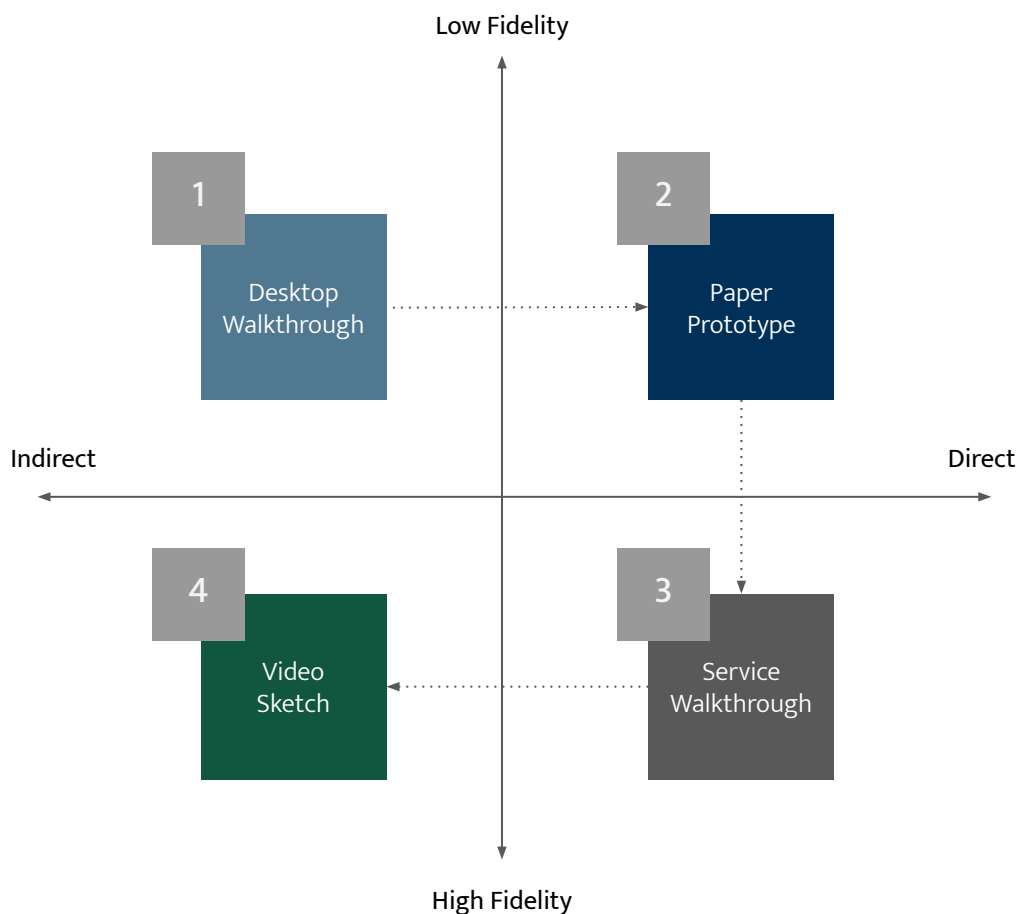 Low Fidelity
1
2
Desktop
Walkthrough
Paper
Prototype
Indirect
Direct
4
3
Video
Sketch
Service
Walkthrough
High Fidelity